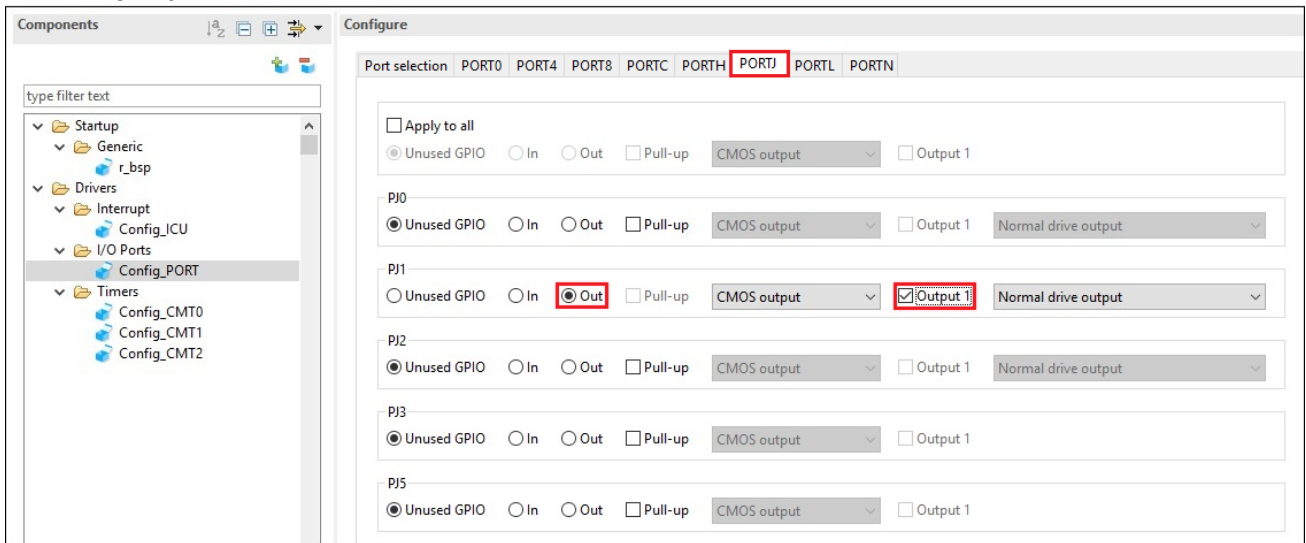 Components
Configure
type filter text
Startup
Generic
r_bsp
Drivers
Interrupt
Config_ICU
I/O Ports
Config_PORT
Timers
Config_CMT0
Config_CMT1
Config_CMT2
Port selection PORT0 PORT4 PORT8 PORTC PORTH PORTJ PORTL PORTN
Apply to all
Unused GPIO In Out Pull-up CMOS output Output 1
PJ0
Unused GPIO In Out Pull-up CMOS output Output 1 Normal drive output
PJ1
Unused GPIO In Out Pull-up CMOS output Output 1 Normal drive output
PJ2
Unused GPIO In Out Pull-up CMOS output Output 1 Normal drive output
PJ3
Unused GPIO In Out Pull-up CMOS output Output 1
PJ5
Unused GPIO In Out Pull-up CMOS output Output 1